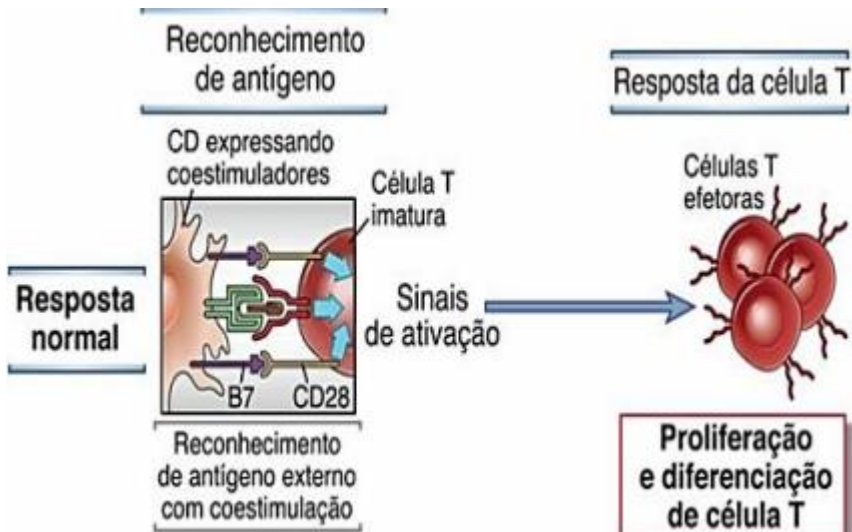 Reconhecimento
de antígeno
Resposta da célula T
CD expressando
coestimuladores
Célula T
imatura
Células T
efetoras
Resposta
normal
Sinais
de ativação
B7
CD28
Reconhecimento
de antígeno externo
com coestimulação
Proliferação
e diferenciação
de célula T